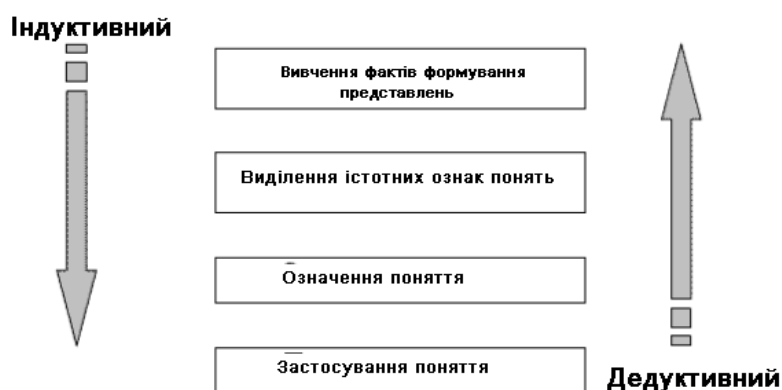 Індуктивний
Вивчення фактів формування
представлень
Виділення істотних ознак понять
Означення поняття
Застосування поняття
Дедуктивний